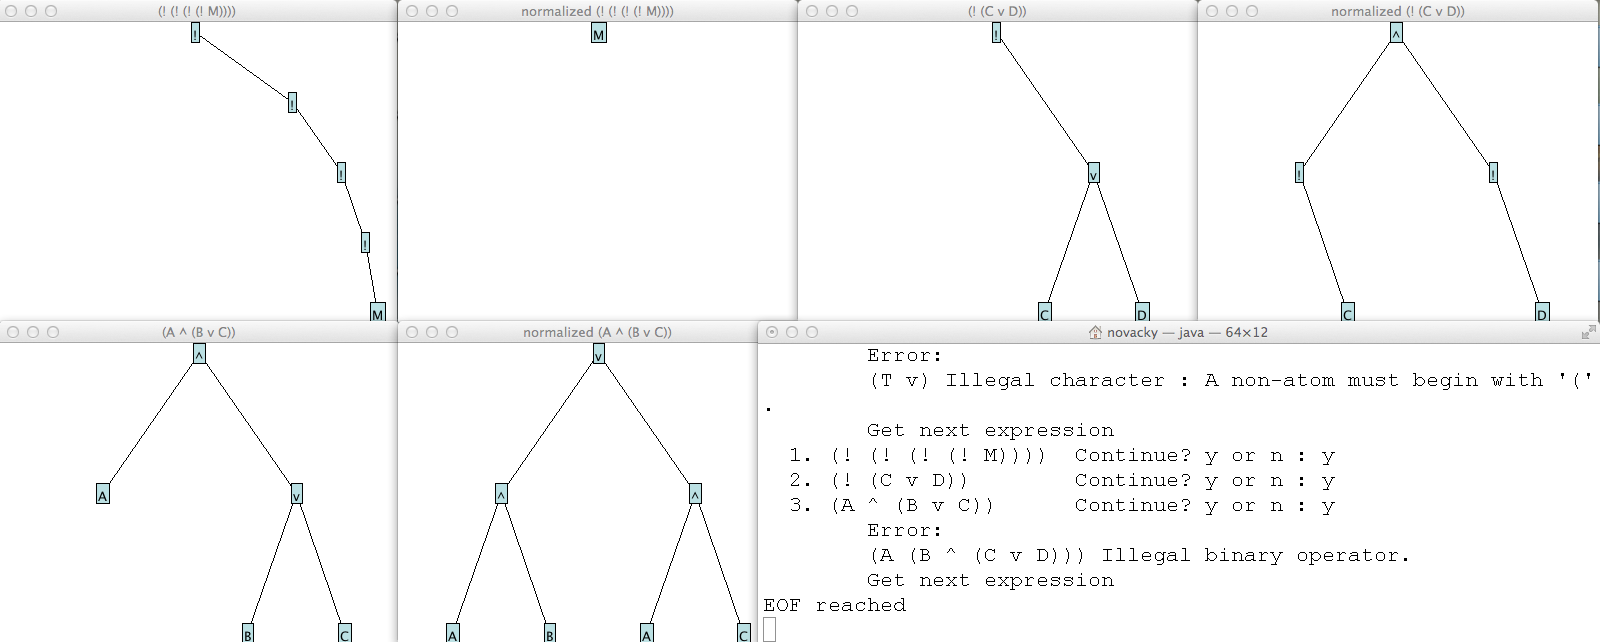 (! (! (! (! M))))
!
!
!
!
M
normalized (! (! (! (! M))))
M
(! (C v D))
!
v
C D
normalized (! (C v D))
^
! !
C D
(A ^ (B v C))
^
A v
B C
normalized (A ^ (B v C))
v
^ ^
A B A C
novacky — java — 64×12
Error:
(T v) Illegal character : A non-atom must begin with '('
.
Get next expression
1. (! (! (! (! M)))) Continue? y or n : y
2. (! (C v D)) Continue? y or n : y
3. (A ^ (B v C)) Continue? y or n : y
Error:
(A (B ^ (C v D))) Illegal binary operator.
Get next expression
EOF reached